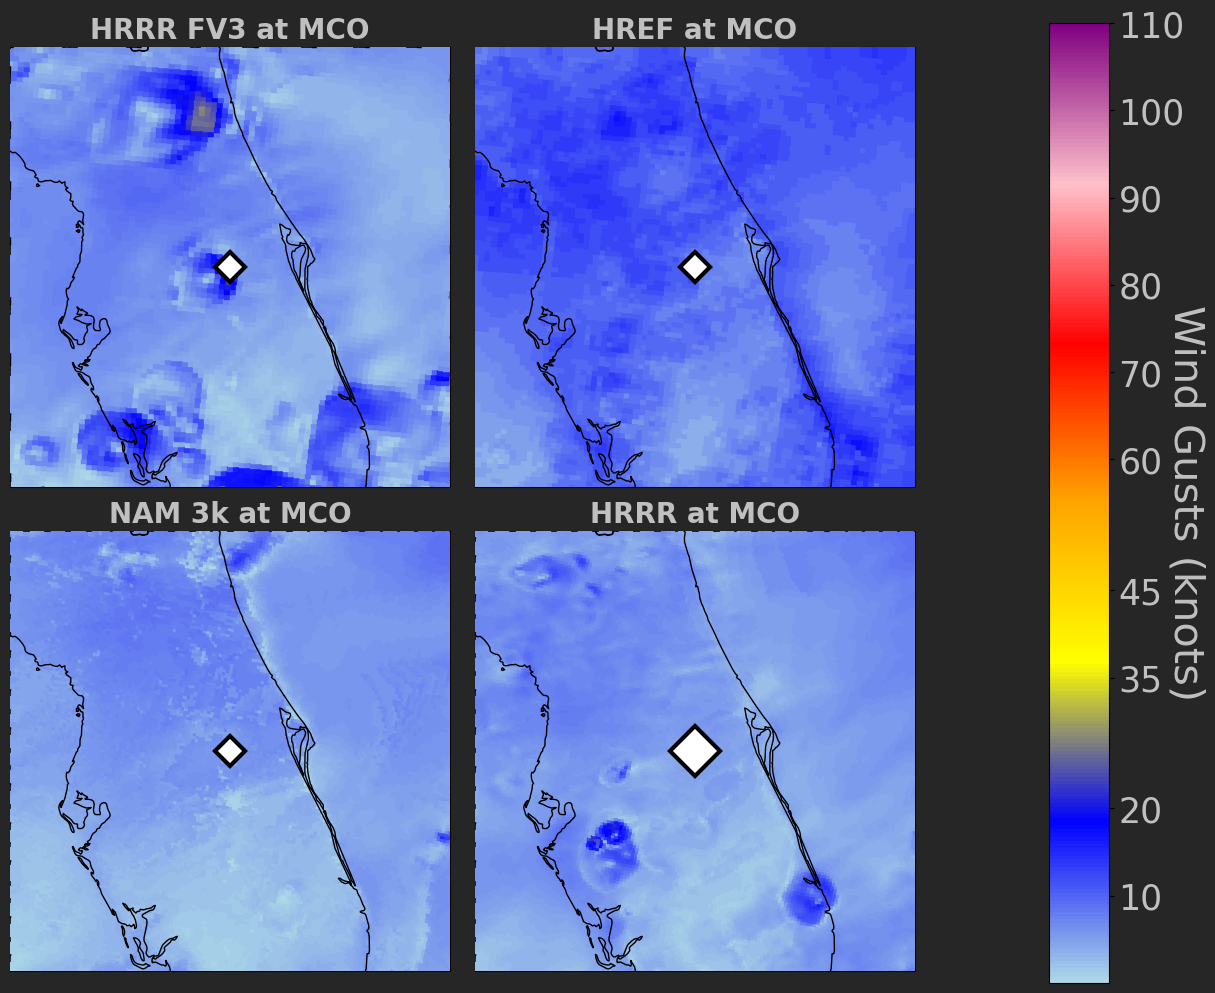 HRRR FV3 at MCO
HREF at MCO
NAM 3k at MCO
HRRR at MCO
110
100
90
80
70
60
45
35
20
10
Wind Gusts (knots)